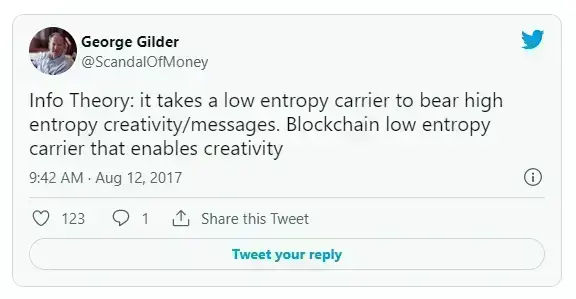 George Gilder
@ScandalOfMoney
Info Theory: it takes a low entropy carrier to bear high
entropy creativity/messages. Blockchain low entropy
carrier that enables creativity
9:42 AM · Aug 12, 2017
123 1 Share this Tweet
Tweet your reply